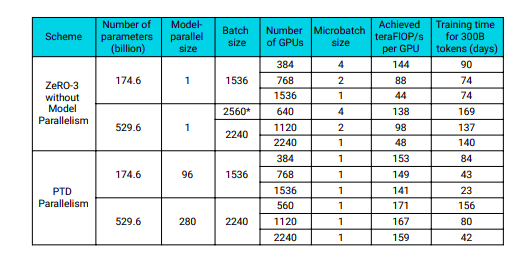 Scheme Number of parameters (billion) Model-parallel size Batch size Number of GPUs Microbatch size Achieved teraFlOP/s per GPU Training time for 300B tokens (days)
ZeRO-3 without Model Parallelism 174.6 1 1536 384 4 144 90
768 2 88 74
1536 1 44 74
529.6 1 2560* 640 4 138 169
2240 1120 2 98 137
2240 1 48 140
PTD Parallelism 174.6 96 1536 384 1 153 84
768 1 149 43
1536 1 141 23
529.6 280 2240 560 1 171 156
1120 1 167 80
2240 1 159 42